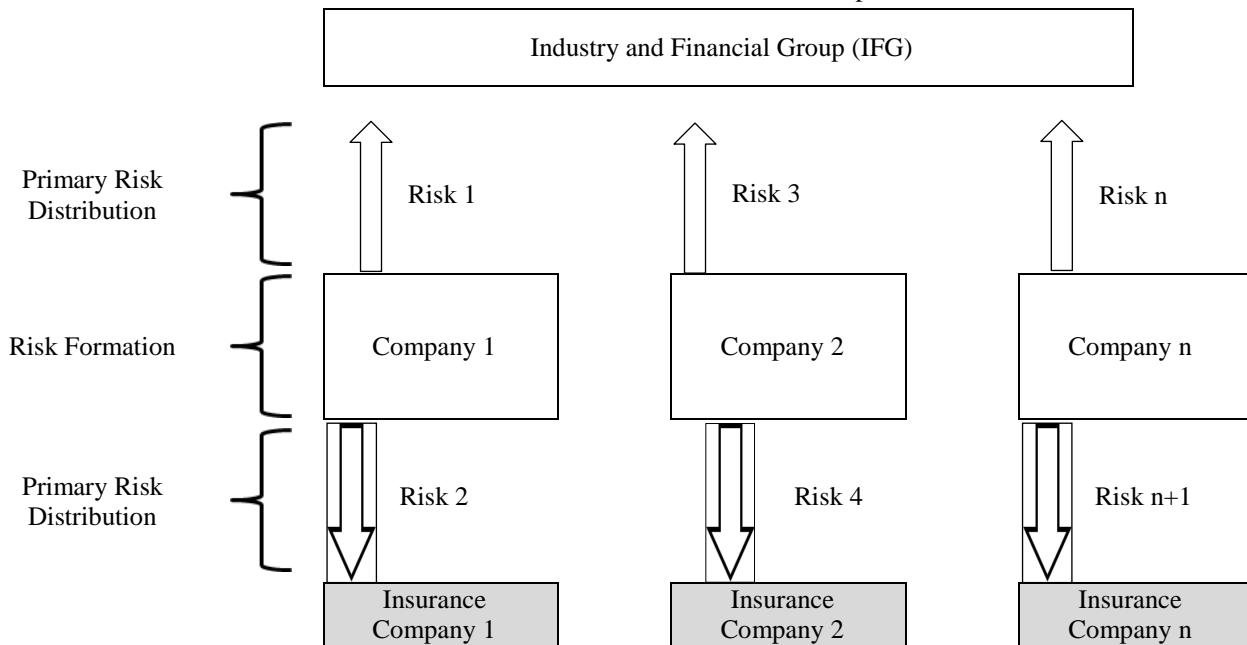 Industry and Financial Group (IFG)
Primary Risk
Distribution
Risk 1
Risk 3
Risk n
Risk Formation
Company 1
Company 2
Company n
Primary Risk
Distribution
Risk 2
Risk 4
Risk n+1
Insurance
Company 1
Insurance
Company 2
Insurance
Company n